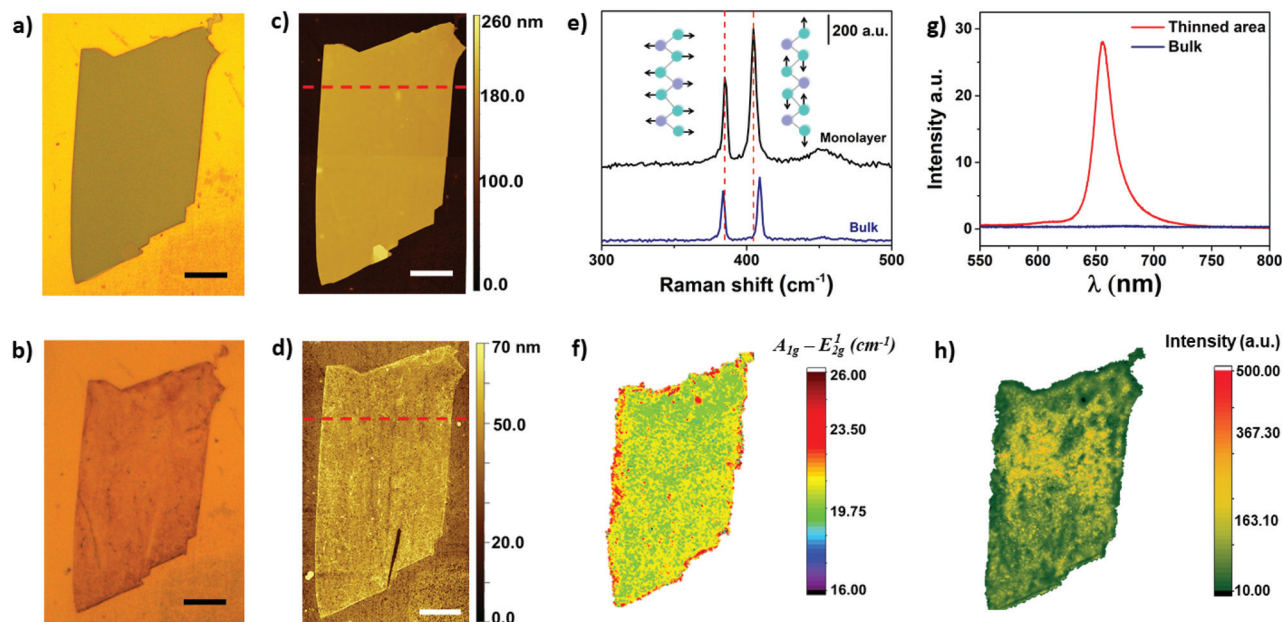 a)
c)
260 nm
180.0
100.0
0.0
e)
200 a.u.
Monolayer
Bulk
300
400
500
Raman shift (cm⁻¹)
g)
Thinned area
Bulk
30
20
10
0
Intensity a.u.
550
600
650
700
750
800
λ (nm)
b)
d)
70 nm
50.0
20.0
0.0
f)
A₁g – E¹₂g (cm⁻¹)
26.00
23.50
19.75
16.00
h)
Intensity (a.u.)
500.00
367.30
163.10
10.00